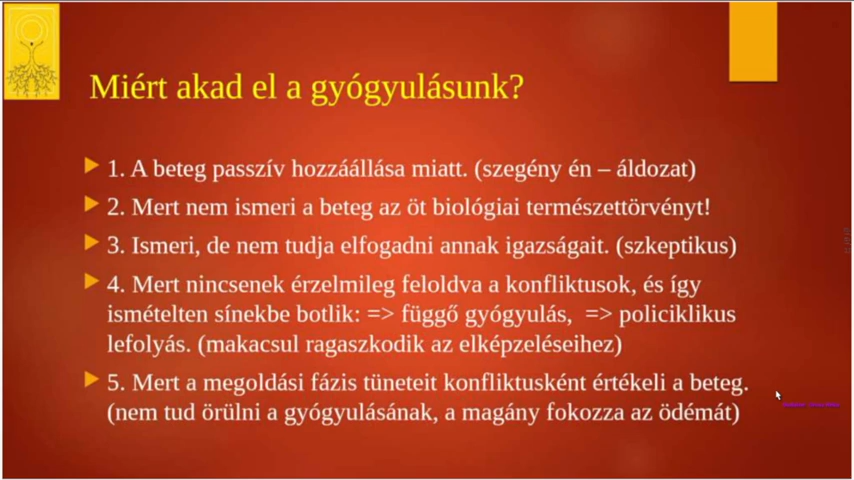 Miért akad el a gyógyulásunk?
1. A beteg passzív hozzáállása miatt. (szegény én – áldozat)
2. Mert nem ismeri a beteg az öt biológiai természettörvényt!
3. Ismeri, de nem tudja elfogadni annak igazságait. (szkeptikus)
4. Mert nincsenek érzelmileg feloldva a konfliktusok, és így
ismételten sínekbe botlik: => függő gyógyulás, => policiklikus
lefolyás. (makacsul ragaszkodik az elképzeléseihez)
5. Mert a megoldási fázis tüneteit konfliktusként értékeli a beteg.
(nem tud örülni a gyógyulásának, a magány fokozza az ödémát)